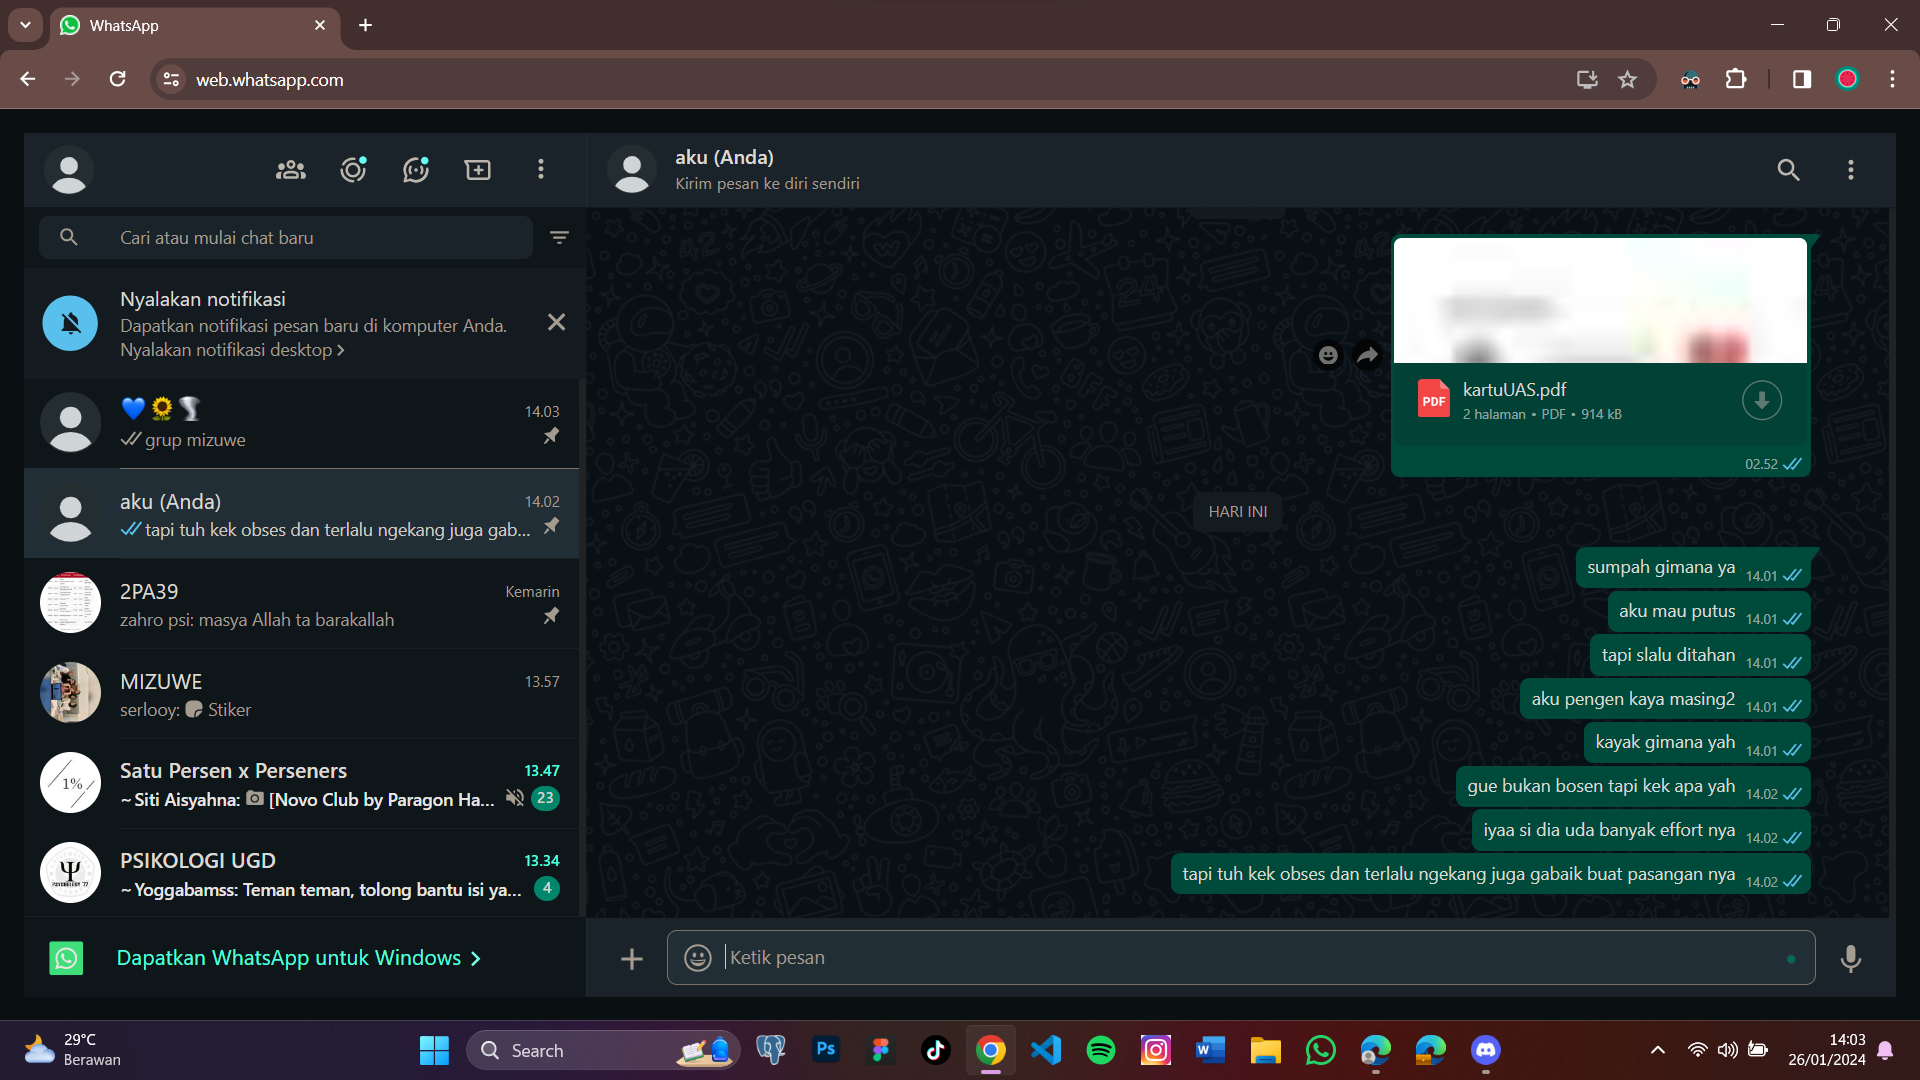 WhatsApp
web.whatsapp.com
Cari atau mulai chat baru
Nyalakan notifikasi
Dapatkan notifikasi pesan baru di komputer Anda.
Nyalakan notifikasi desktop >
💙🌻🌪️
14.03
grup mizuwe
aku (Anda)
14.02
tapi tuh kek obses dan terlalu ngekang juga gab...
2PA39
Kemarin
zahro psi: masya Allah ta barakallah
MIZUWE
13.57
serlooy: Stiker
1%
Satu Persen x Perseners
13.47
~ Siti Aisyahna: 📷 [Novo Club by Paragon Ha...
23
PSIKOLOGI UGD
13.34
~ Yoggabamss: Teman teman, tolong bantu isi ya...
4
Dapatkan WhatsApp untuk Windows >
aku (Anda)
Kirim pesan ke diri sendiri
PDF
kartuUAS.pdf
2 halaman • PDF • 914 kB
02.52
HARI INI
sumpah gimana ya 14.01
aku mau putus 14.01
tapi slalu ditahan 14.01
aku pengen kaya masing2 14.01
kayak gimana yah 14.01
gue bukan bosen tapi kek apa yah 14.02
iyaa si dia uda banyak effort nya 14.02
tapi tuh kek obses dan terlalu ngekang juga gabaik buat pasangan nya 14.02
Ketik pesan
29°C
Berawan
Search
Ps
W
14:03
26/01/2024